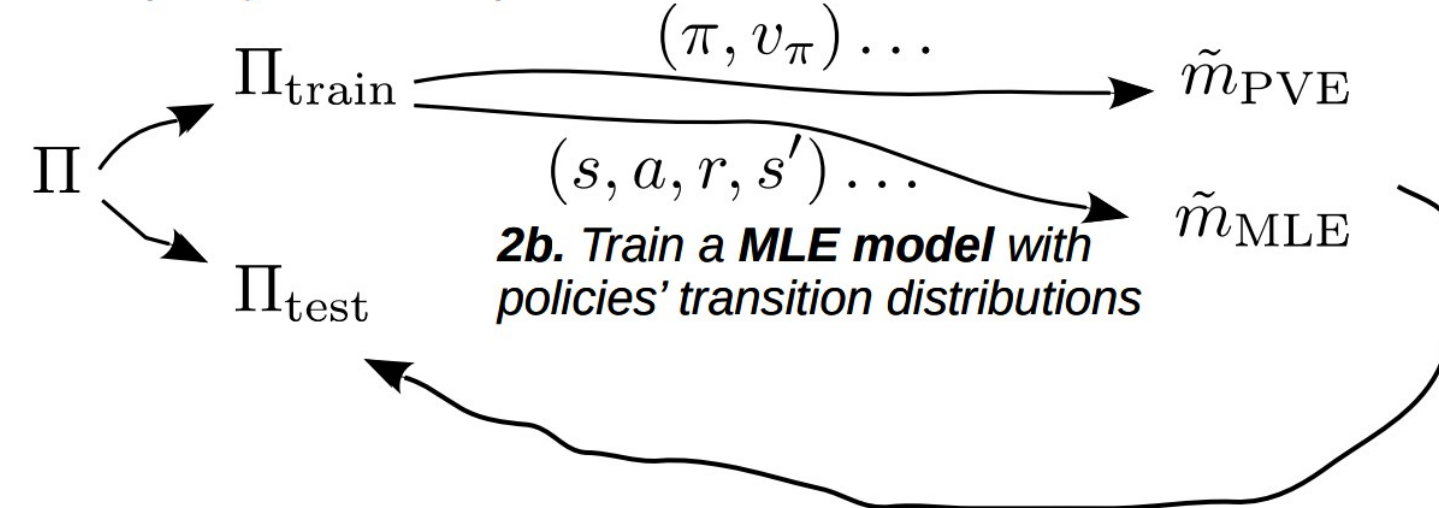 (π, v_π) . . .
Π_train
m̃_PVE
Π
(s, a, r, s′) . . .
m̃_MLE
2b. Train a MLE model with
policies’ transition distributions
Π_test